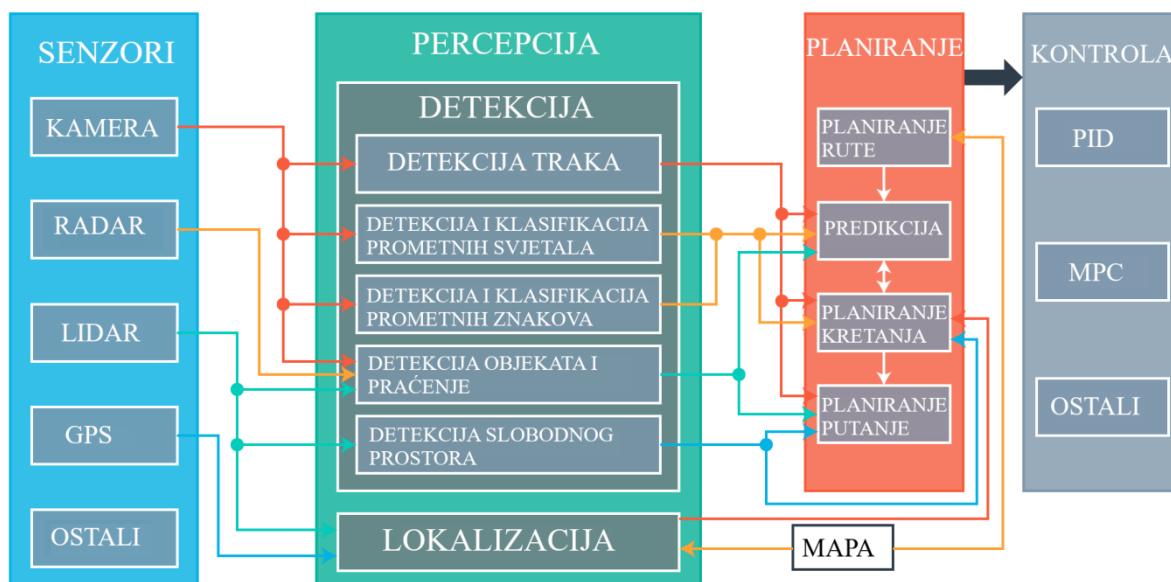 SENZORI
KAMERA
RADAR
LIDAR
GPS
OSTALI
PERCEPCIJA
DETEKCIJA
DETEKCIJA TRAKA
DETEKCIJA I KLASIFIKACIJA
PROMETNIH SVJETALA
DETEKCIJA I KLASIFIKACIJA
PROMETNIH ZNAKOVA
DETEKCIJA OBJEKATA I
PRAĆENJE
DETEKCIJA SLOBODNOG
PROSTORA
LOKALIZACIJA
PLANIRANJE
PLANIRANJE
RUTE
PREDIKCIJA
PLANIRANJE
KRETANJA
PLANIRANJE
PUTANJE
MAPA
KONTROLA
PID
MPC
OSTALI